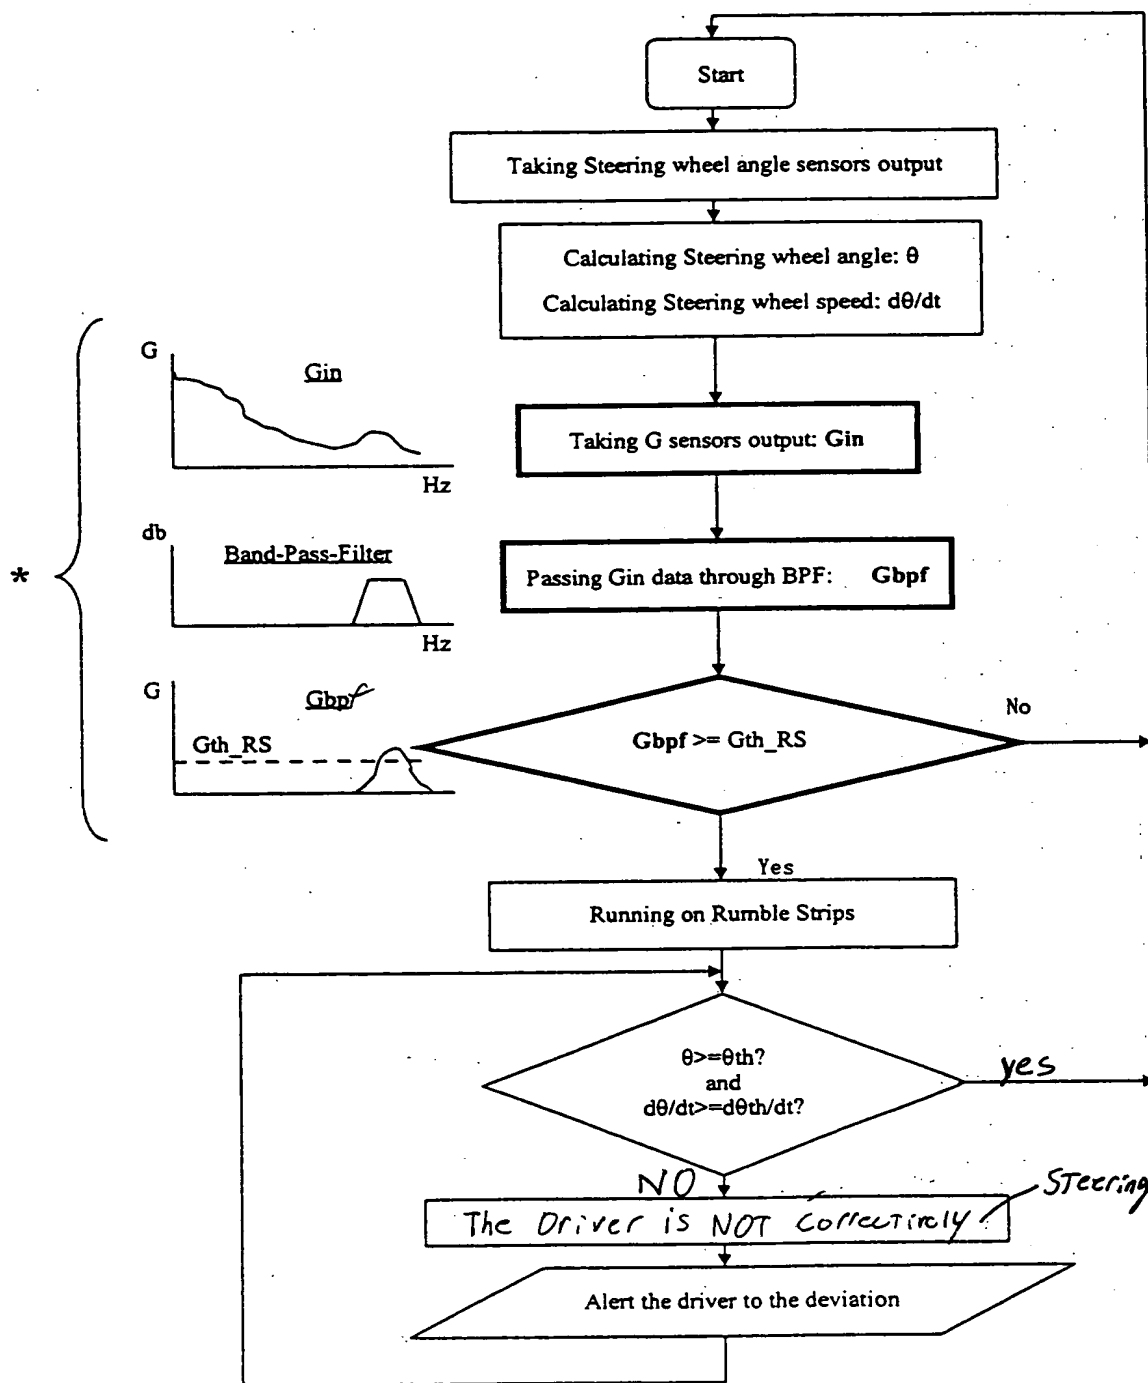 Start
Taking Steering wheel angle sensors output
Calculating Steering wheel angle: θ
Calculating Steering wheel speed: dθ/dt
G
Gin
Hz
Taking G sensors output: Gin
*
db
Band-Pass-Filter
Hz
Passing Gin data through BPF: Gbpf
G
Gbpf
Gth_RS
Gbpf >= Gth_RS
No
Yes
Running on Rumble Strips
θ>=θth?
and
dθ/dt>=dθth/dt?
yes
NO
Steering
The Driver is NOT Correctively
Alert the driver to the deviation